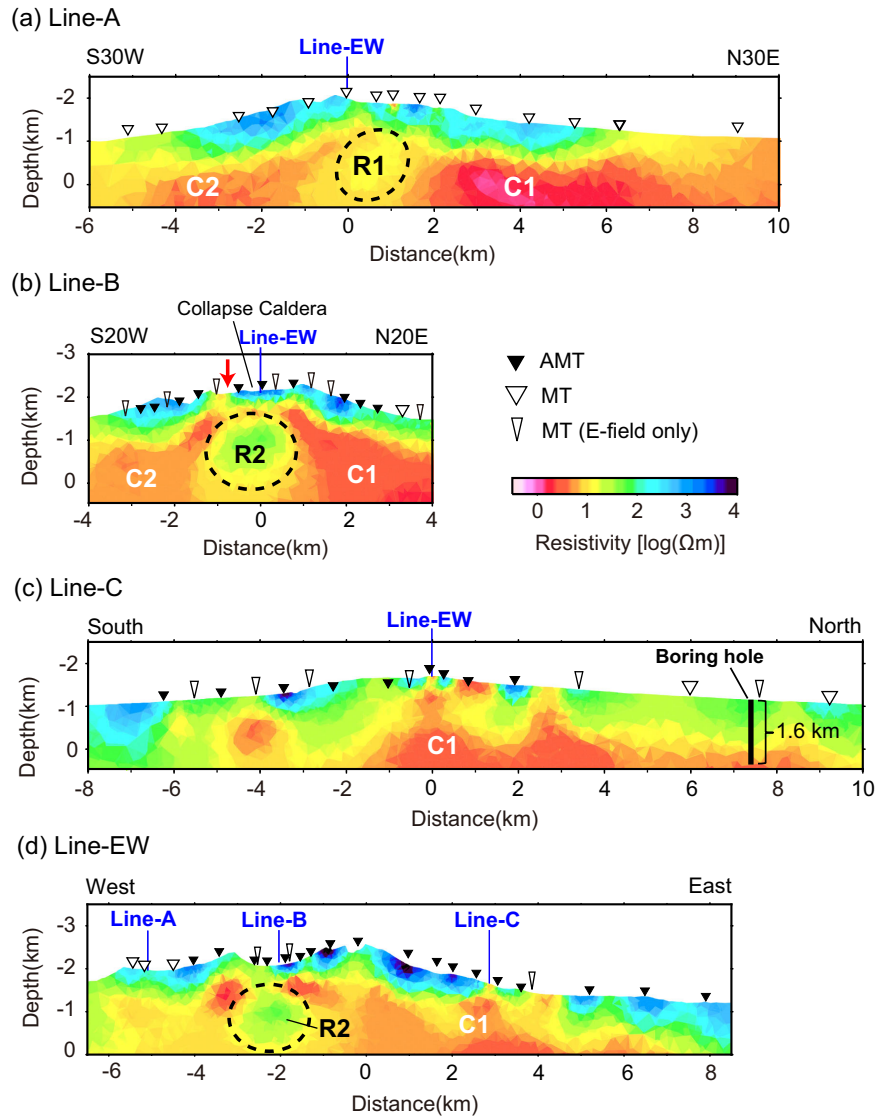 (a) Line-A
S30W
Line-EW
N30E
Depth(km)
-2
-1
0
C2
R1
C1
-6 -4 -2 0 2 4 6 8 10
Distance(km)
(b) Line-B
Collapse Caldera
S20W
Line-EW
N20E
Depth(km)
-3
-2
-1
0
C2
R2
C1
-4 -2 0 2 4
Distance(km)
AMT
MT
MT (E-field only)
0 1 2 3 4
Resistivity [log(Ωm)]
(c) Line-C
South
Line-EW
North
Boring hole
Depth(km)
-2
-1
0
C1
1.6 km
-8 -6 -4 -2 0 2 4 6 8 10
Distance(km)
(d) Line-EW
West
East
Line-A
Line-B
Line-C
Depth(km)
-3
-2
-1
0
R2
C1
-6 -4 -2 0 2 4 6 8
Distance(km)